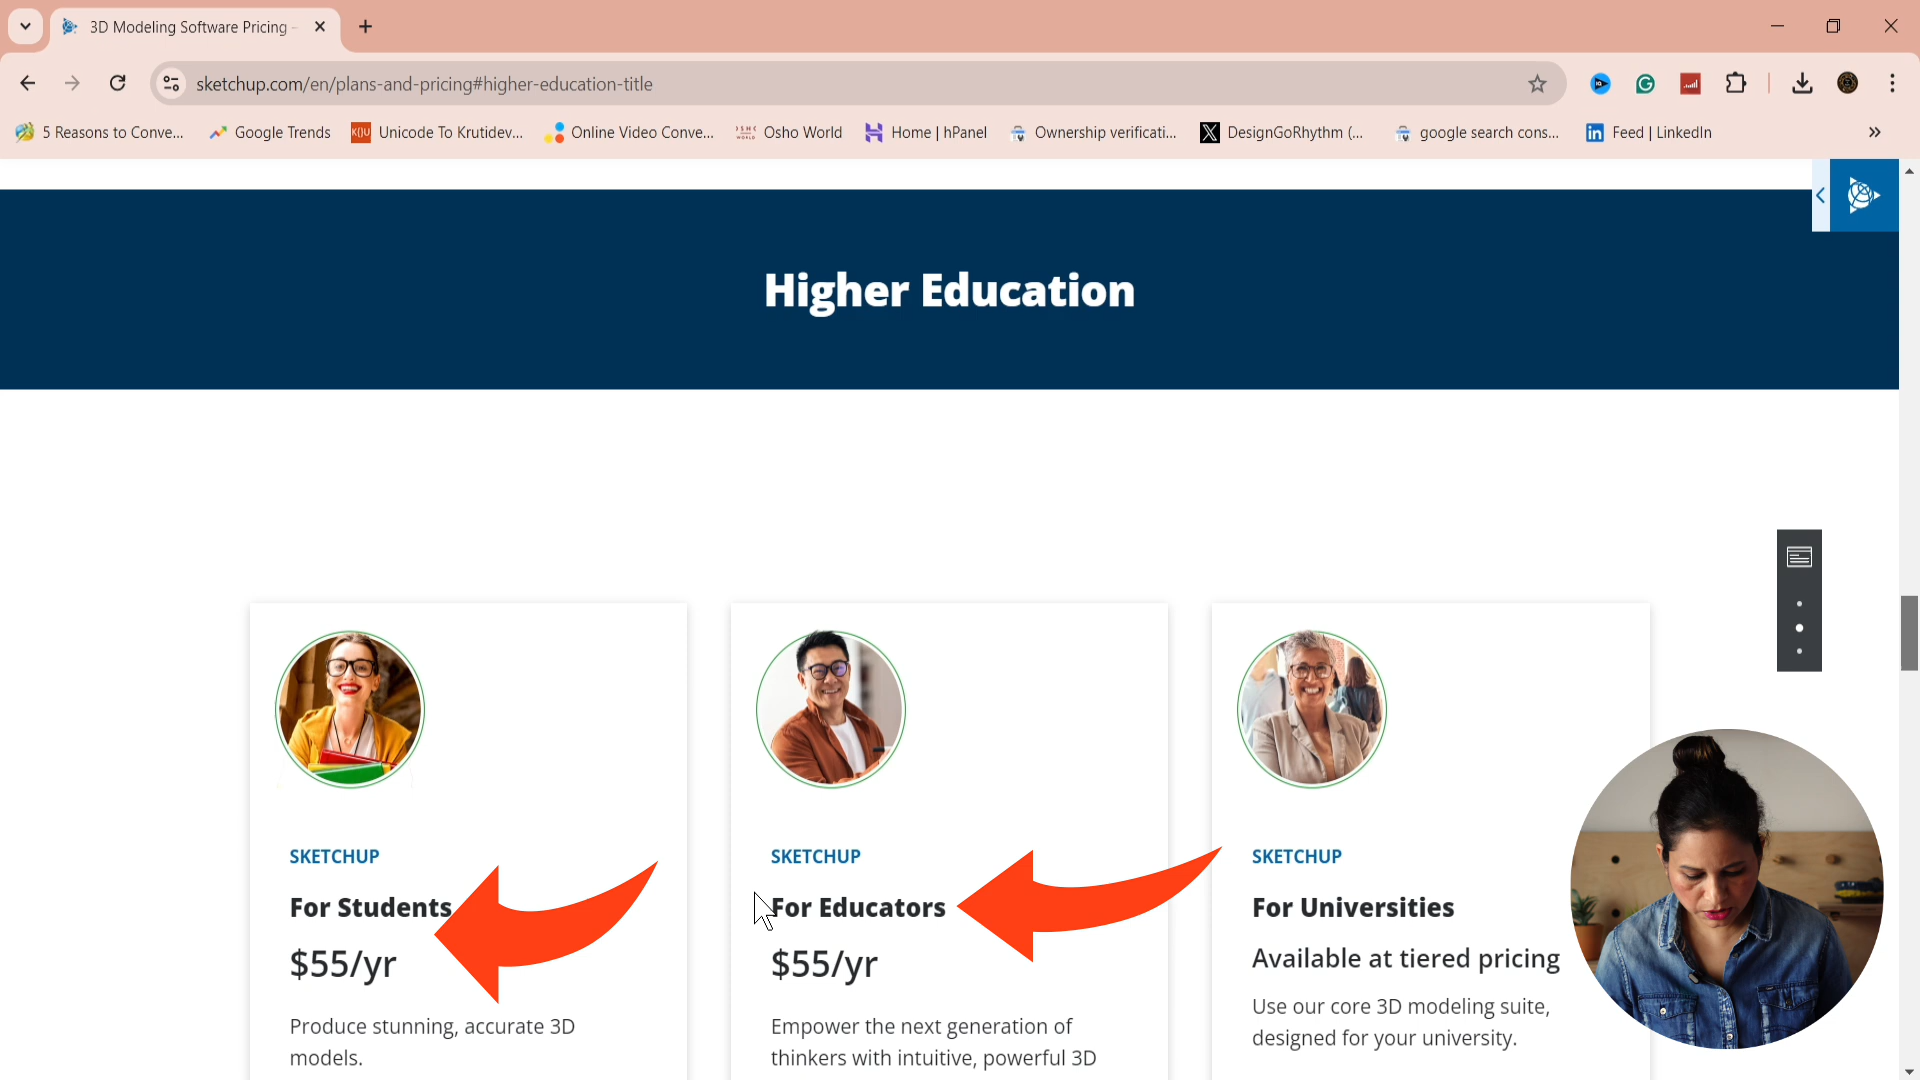 3D Modeling Software Pricing -
sketchup.com/en/plans-and-pricing#higher-education-title
5 Reasons to Conve...
Google Trends
Unicode To Krutidev...
Online Video Conve...
Osho World
Home | hPanel
Ownership verificati...
DesignGoRhythm (...
google search cons...
Feed | LinkedIn
Higher Education
SKETCHUP
For Students
$55/yr
Produce stunning, accurate 3D
models.
SKETCHUP
For Educators
$55/yr
Empower the next generation of
thinkers with intuitive, powerful 3D
SKETCHUP
For Universities
Available at tiered pricing
Use our core 3D modeling suite,
designed for your university.